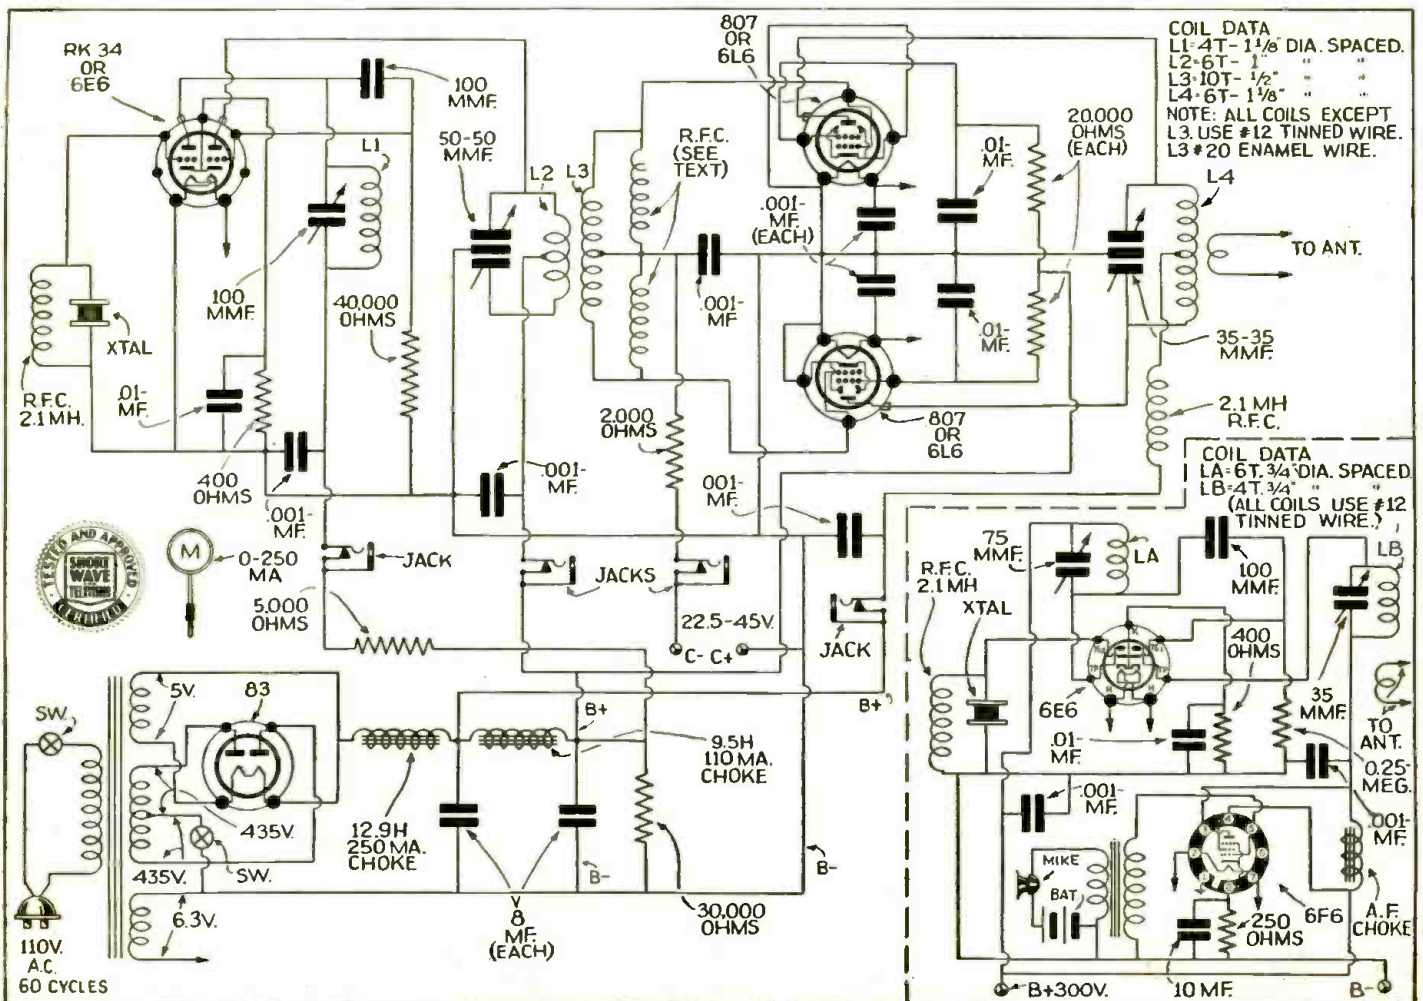 RK 34
OR
6E6
100
MMF.
L1
50-50
MMF.
L2
L3
R.F.C.
(SEE
TEXT)
807
OR
6L6
.01-
MF.
20,000
OHMS
(EACH)
COIL DATA
L1=4T- 1 1/8" DIA. SPACED.
L2=6T- 1" " "
L3=10T- 1/2" " "
L4=6T- 1 1/8" " "
NOTE: ALL COILS EXCEPT
L3. USE #12 TINNED WIRE.
L3 #20 ENAMEL WIRE.
L4
TO ANT.
.001-
MF.
(EACH)
100
MMF.
40,000
OHMS
XTAL
R.F.C.
2.1 MH.
.01-
MF.
400
OHMS
.001-
MF.
.001-
MF.
.01-
MF.
35-35
MMF.
2.1 MH
R.F.C.
2,000
OHMS
807
OR
6L6
.001-
MF.
.001-
MF.
TESTED AND APPROVED
SHORT
WAVE
&
TELEVISION
CERTIFIED
M
0-250
MA
JACK
JACKS
5,000
OHMS
22.5-45V.
C- C+
JACK
B+
COIL DATA
LA=6T. 3/4" DIA. SPACED
LB=4T. 3/4" " "
(ALL COILS USE #12
TINNED WIRE.)
75
MMF.
LA
100
MMF.
LB
R.F.C.
2.1 MH
XTAL
K
H
H
400
OHMS
6E6
.01-
MF.
35
MMF.
TO
ANT.
0.25-
MEG.
.001-
MF.
.001-
MF.
SW.
5V.
83
B+
9.5H
110 MA.
CHOKE
12.9H
250 MA.
CHOKE
435V.
435V.
SW.
B-
B-
6.3V.
8
MF.
(EACH)
30,000
OHMS
110V.
A.C.
60 CYCLES
MIKE
BAT
6F6
A.F.
CHOKE
250
OHMS
10 MF.
B+300V.
B-